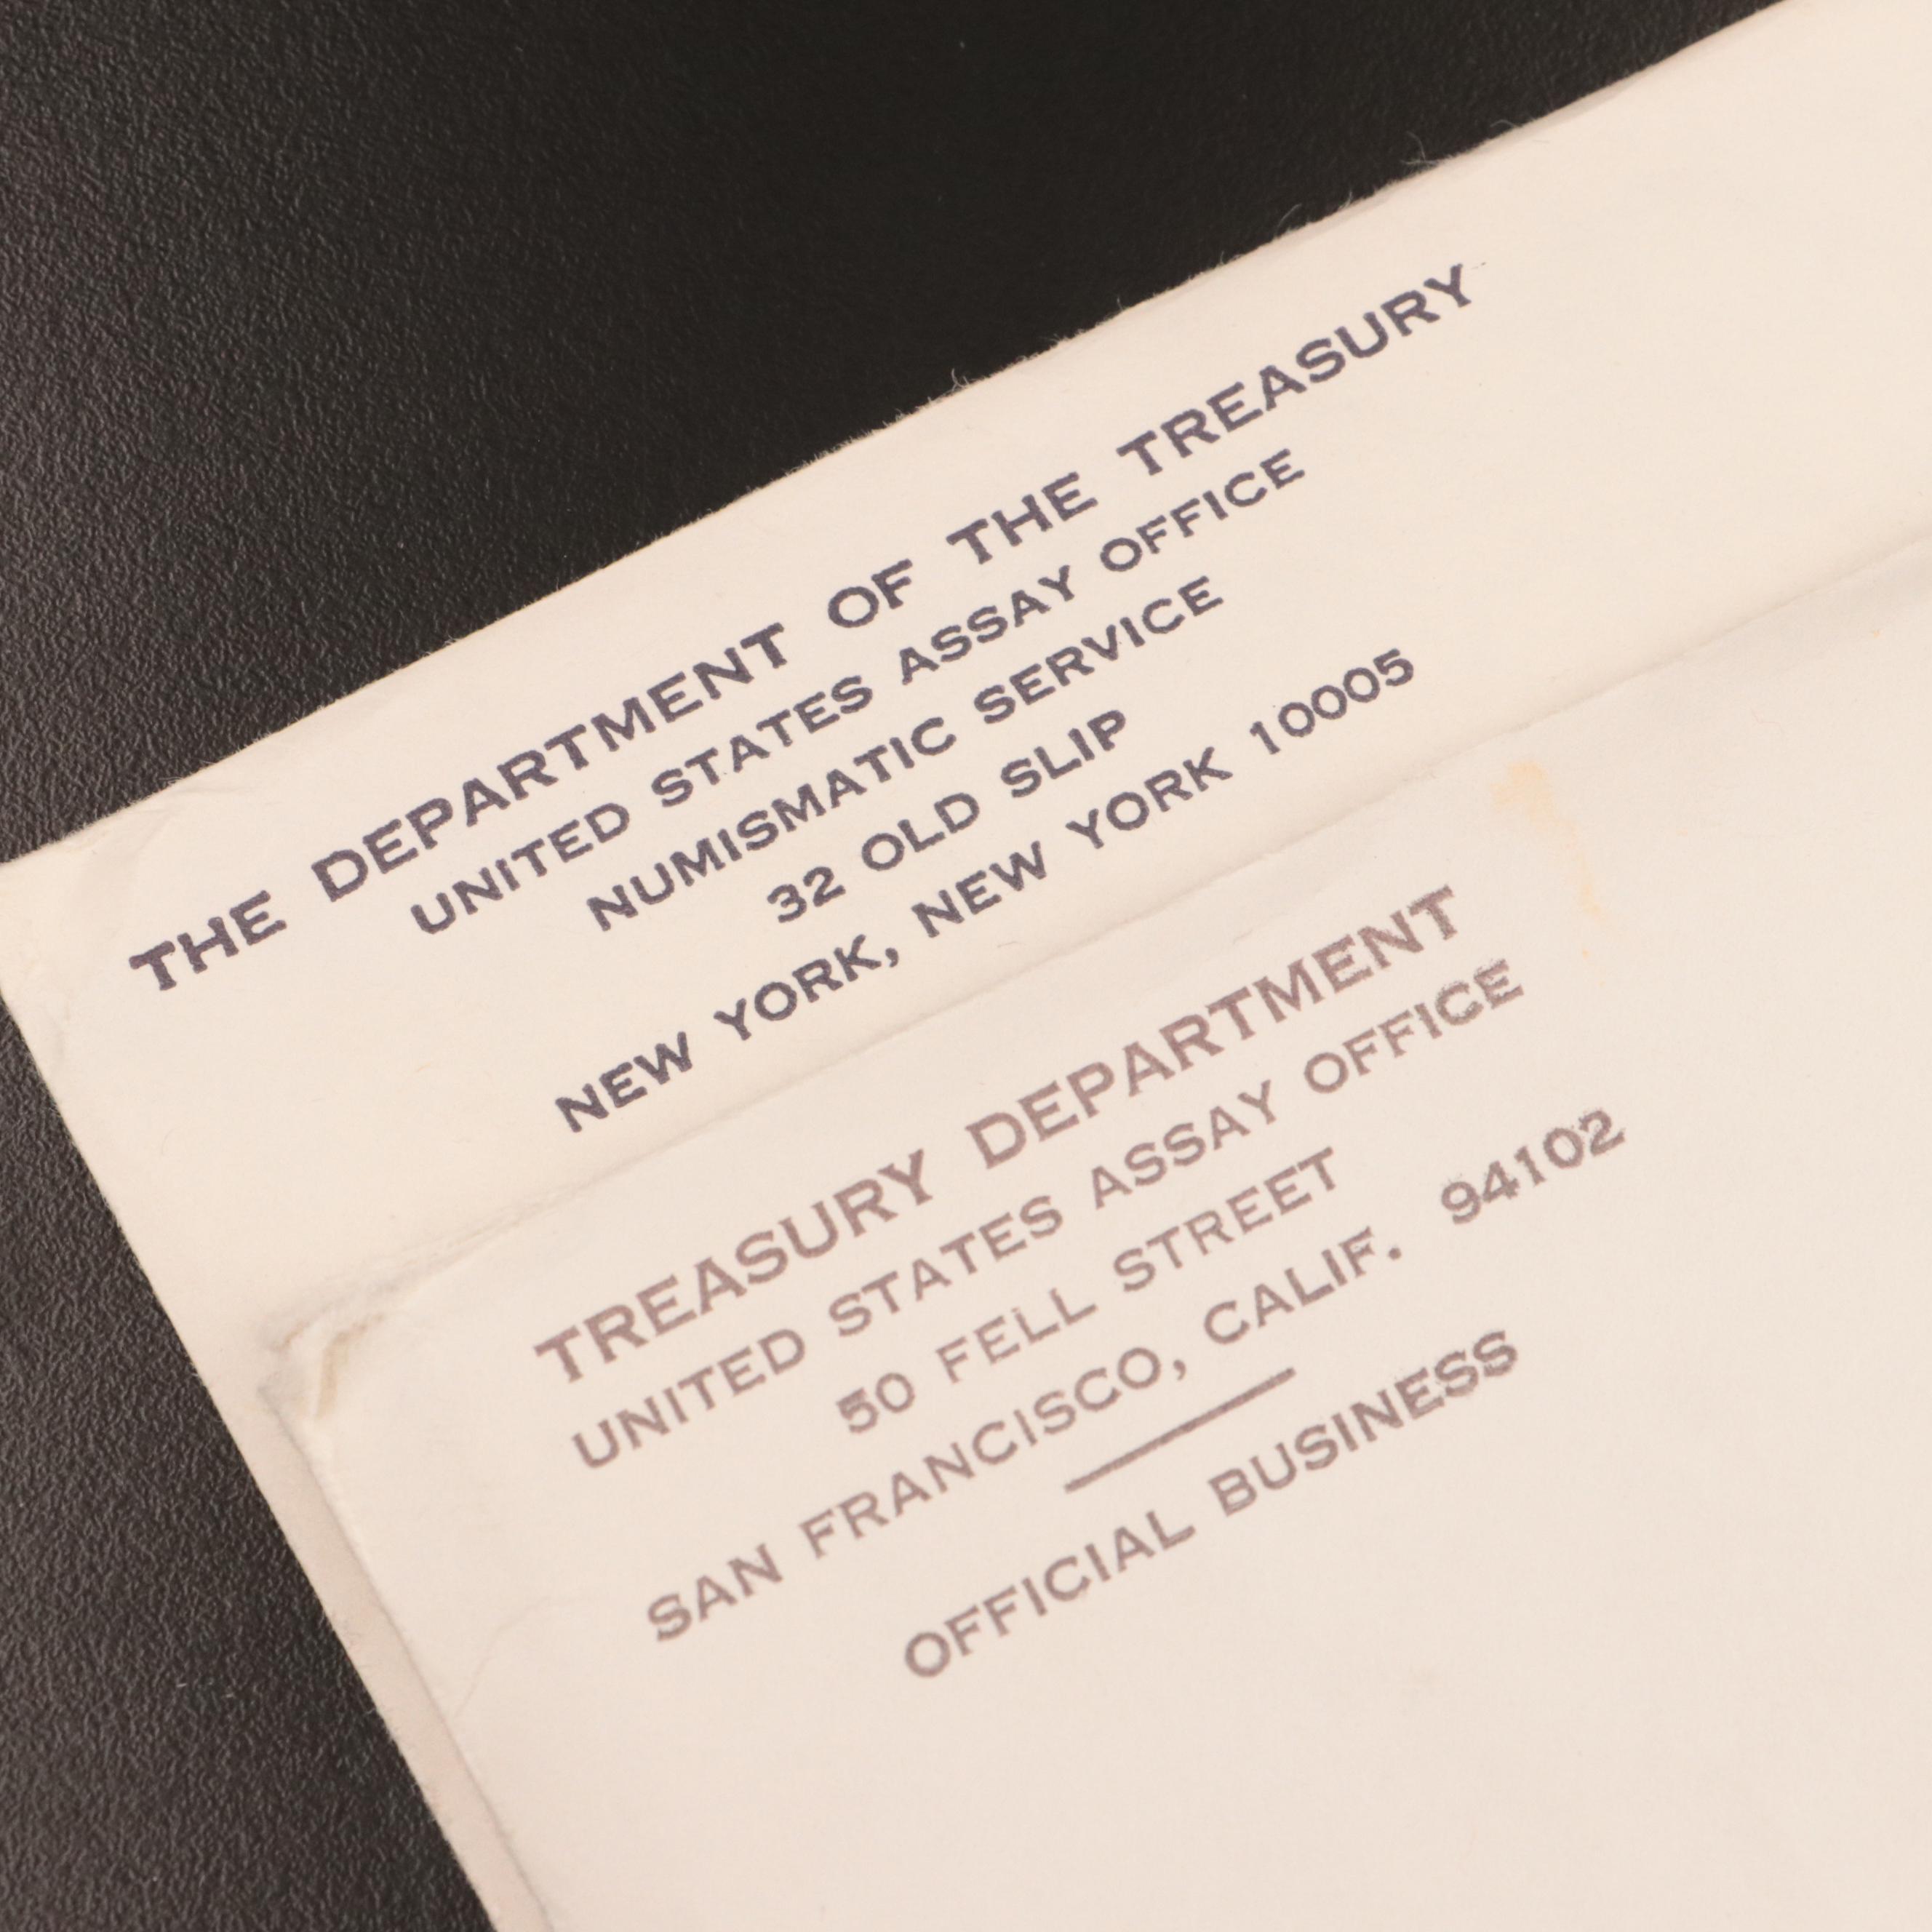 THE DEPARTMENT OF THE TREASURY
UNITED STATES ASSAY OFFICE
NUMISMATIC SERVICE
32 OLD SLIP
NEW YORK, NEW YORK 10005
TREASURY DEPARTMENT
UNITED STATES ASSAY OFFICE
50 FELL STREET
SAN FRANCISCO, CALIF. 94102
OFFICIAL BUSINESS